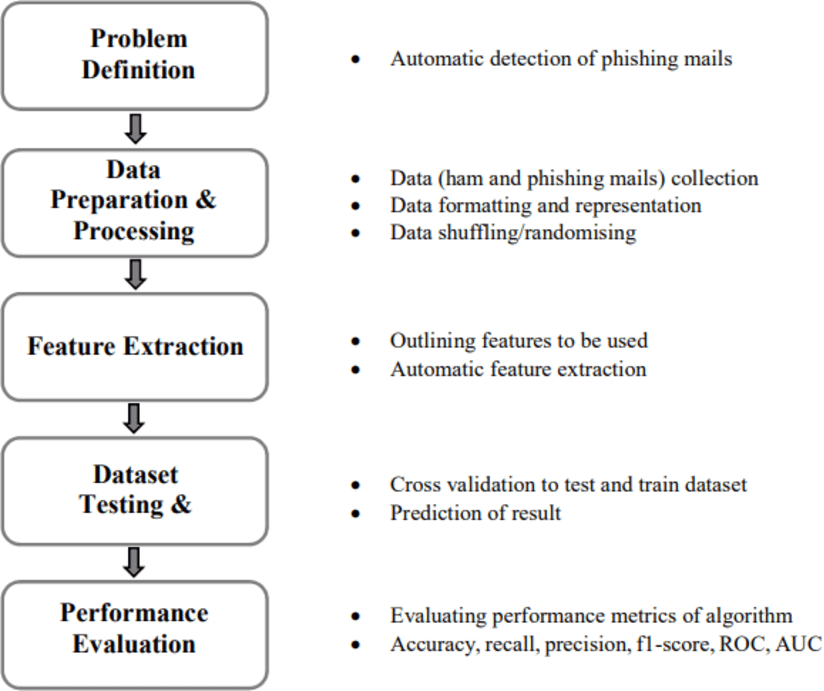 Problem
Definition
• Automatic detection of phishing mails
Data
Preparation &
Processing
• Data (ham and phishing mails) collection
• Data formatting and representation
• Data shuffling/randomising
Feature Extraction
• Outlining features to be used
• Automatic feature extraction
Dataset
Testing &
• Cross validation to test and train dataset
• Prediction of result
Performance
Evaluation
• Evaluating performance metrics of algorithm
• Accuracy, recall, precision, f1-score, ROC, AUC